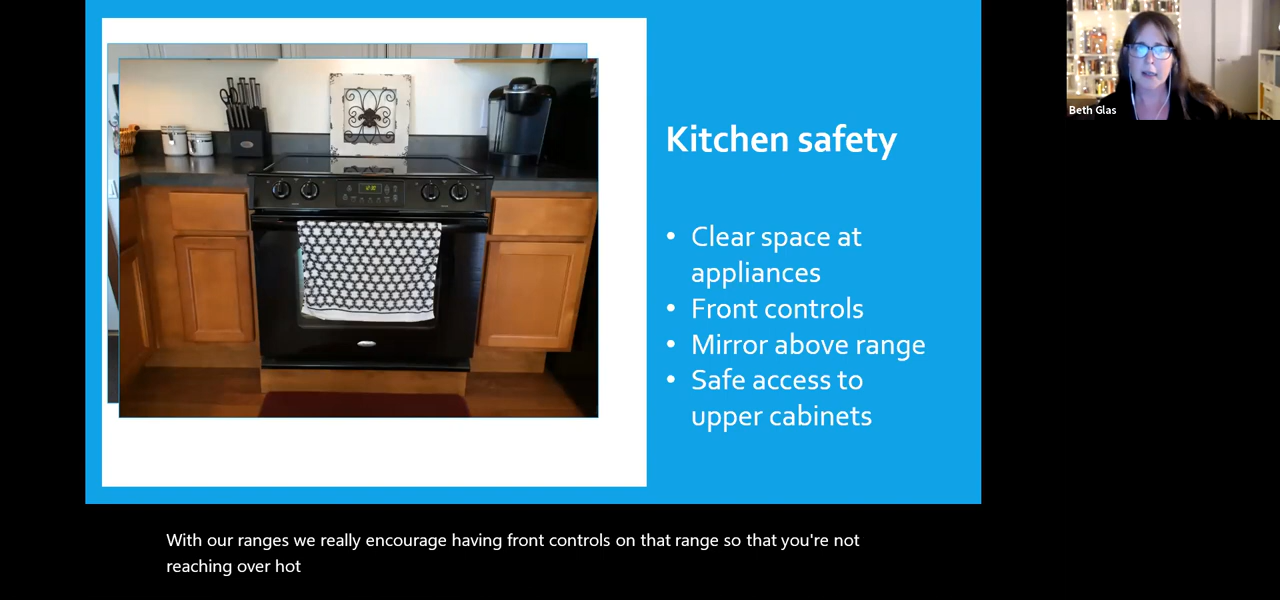 Kitchen safety
• Clear space at
appliances
• Front controls
• Mirror above range
• Safe access to
upper cabinets
Beth Glas
With our ranges we really encourage having front controls on that range so that you're not
reaching over hot